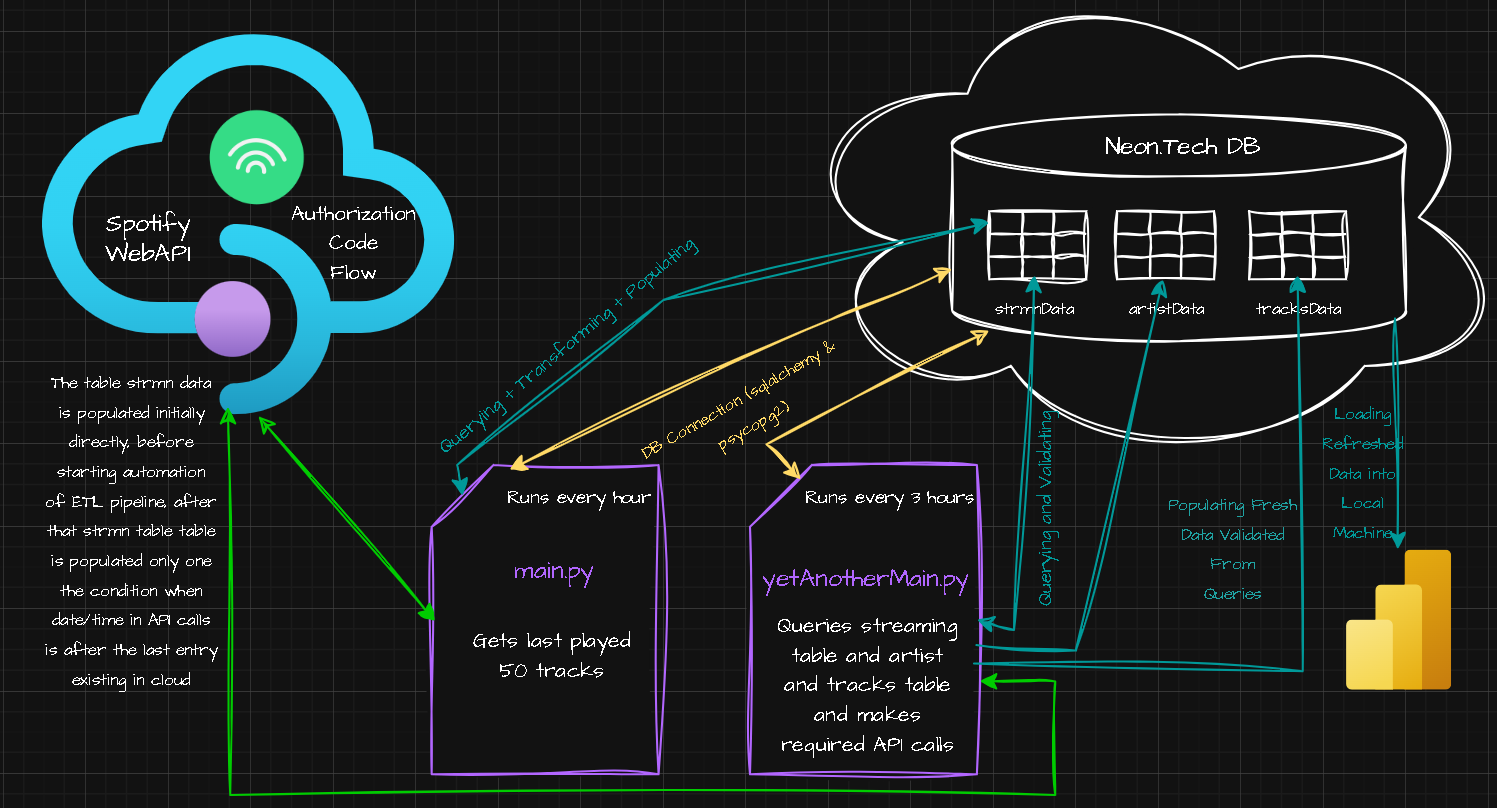 Spotify
WebAPI
Authorization
Code
Flow
The table strmn data
is populated initially
directly, before
starting automation
of ETL pipeline, after
that strmn table table
is populated only one
the condition when
date/time in API calls
is after the last entry
existing in cloud
Querying + Transforming + Populating
DB Connection (sqlalchemy &
psycopg2)
Runs every hour
main.py
Gets last played
50 tracks
Runs every 3 hours
yetAnotherMain.py
Queries streaming
table and artist
and tracks table
and makes
required API calls
Neon.Tech DB
strmnData
artistData
tracksData
Querying and Validating
Populating Fresh
Data Validated
From
Queries
Loading
Refreshed
Data into
Local
Machine